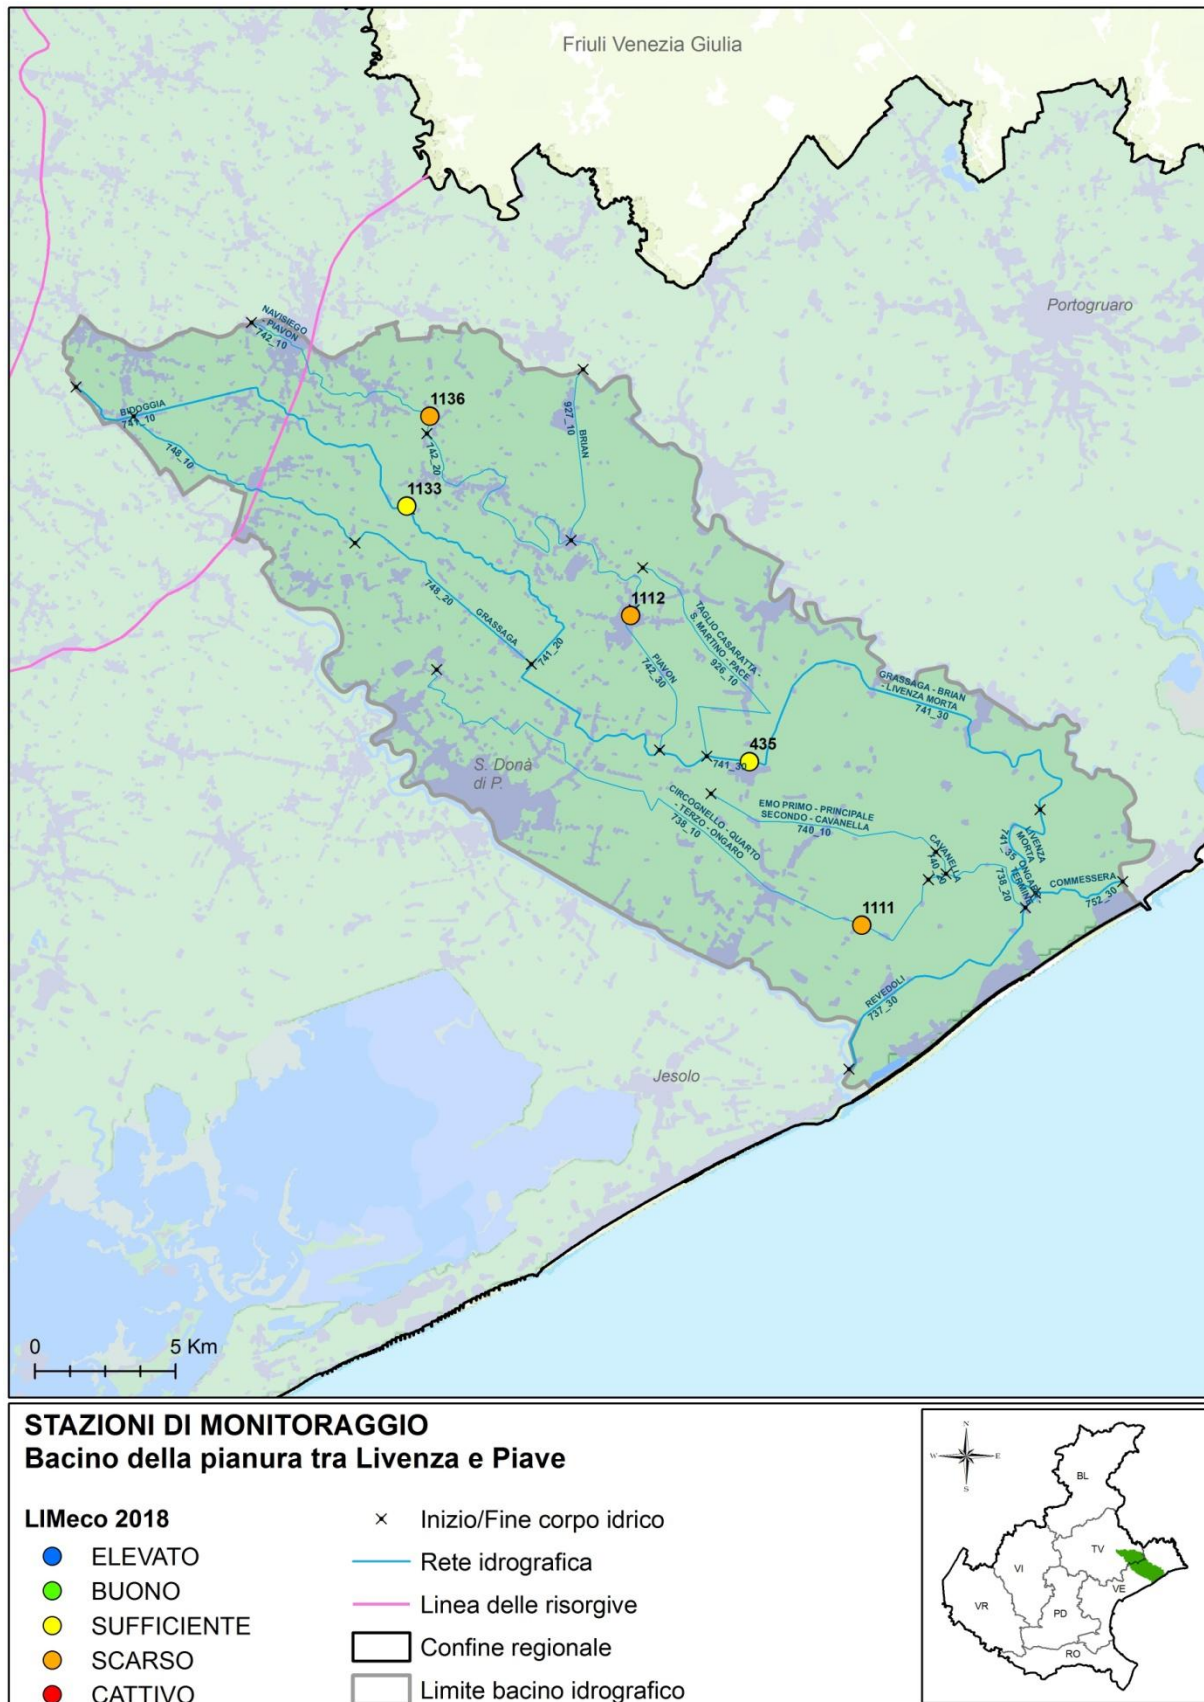 Friuli Venezia Giulia
Portogruaro
NAVISIEGO
- PIAVON
742_10
BIDOGGIA
741_10
748_10
1136
742_20
927_10
BRIAN
1133
748_20
GRASSAGA
741_20
1112
PIAVON
742_30
TAGLIO CASARATTA -
S. MARTINO - PACE
926_10
GRASSAGA - BRIAN
- LIVENZA MORTA
741_30
435
741_30
S. Donà
di P.
CIRCOGNELLO - QUARTO
- TERZO - ONGARO
738_10
EMO PRIMO - PRINCIPALE
SECONDO - CAVANELLA
740_10
CAVANELLA
740_20
LIVENZA
MORTA
741_35
ONGARO
TERMINE
738_20
COMMESSERA
752_30
1111
REVEDOLI
737_30
Jesolo
0 5 Km
STAZIONI DI MONITORAGGIO
Bacino della pianura tra Livenza e Piave
LIMeco 2018
ELEVATO
BUONO
SUFFICIENTE
SCARSO
CATTIVO
Inizio/Fine corpo idrico
Rete idrografica
Linea delle risorgive
Confine regionale
Limite bacino idrografico
N
W E
S
BL
TV
VI
VE
VR
PD
RO